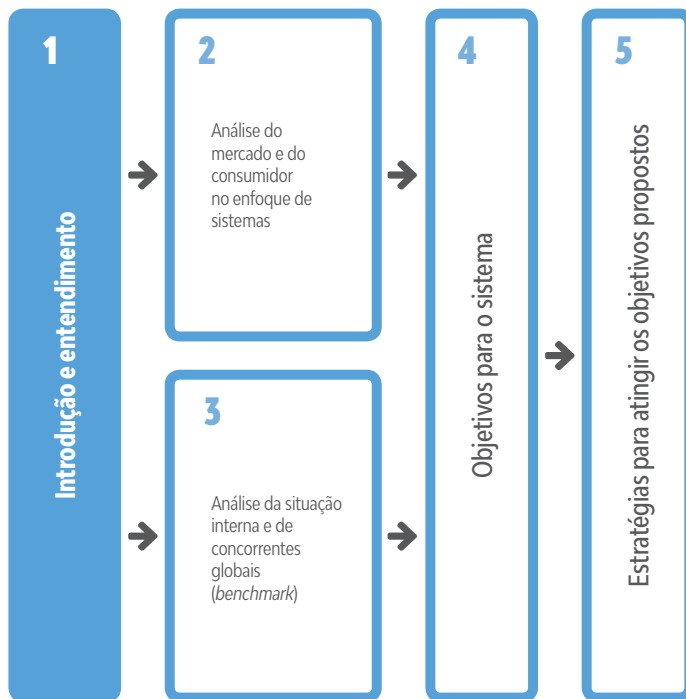 1
Introdução e entendimento
2
Análise do
mercado e do
consumidor
no enfoque de
sistemas
3
Análise da situação
interna e de
concorrentes
globais
(benchmark)
4
Objetivos para o sistema
5
Estratégias para atingir os objetivos propostos